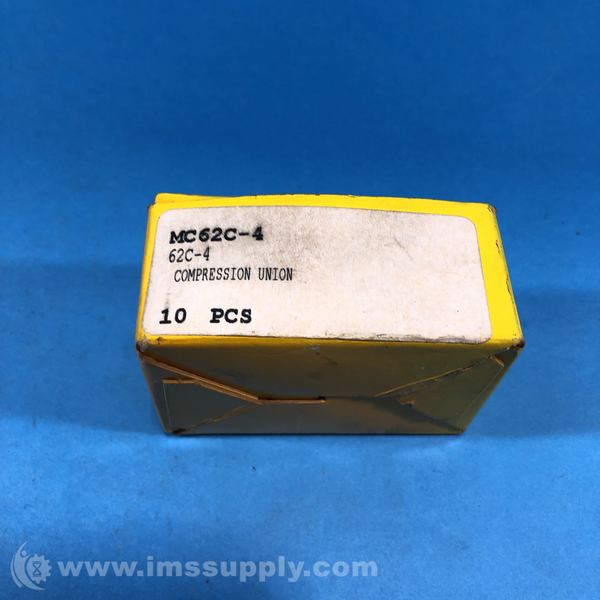 MC62C-4
62C-4
COMPRESSION UNION
10 PCS
www.imssupply.com